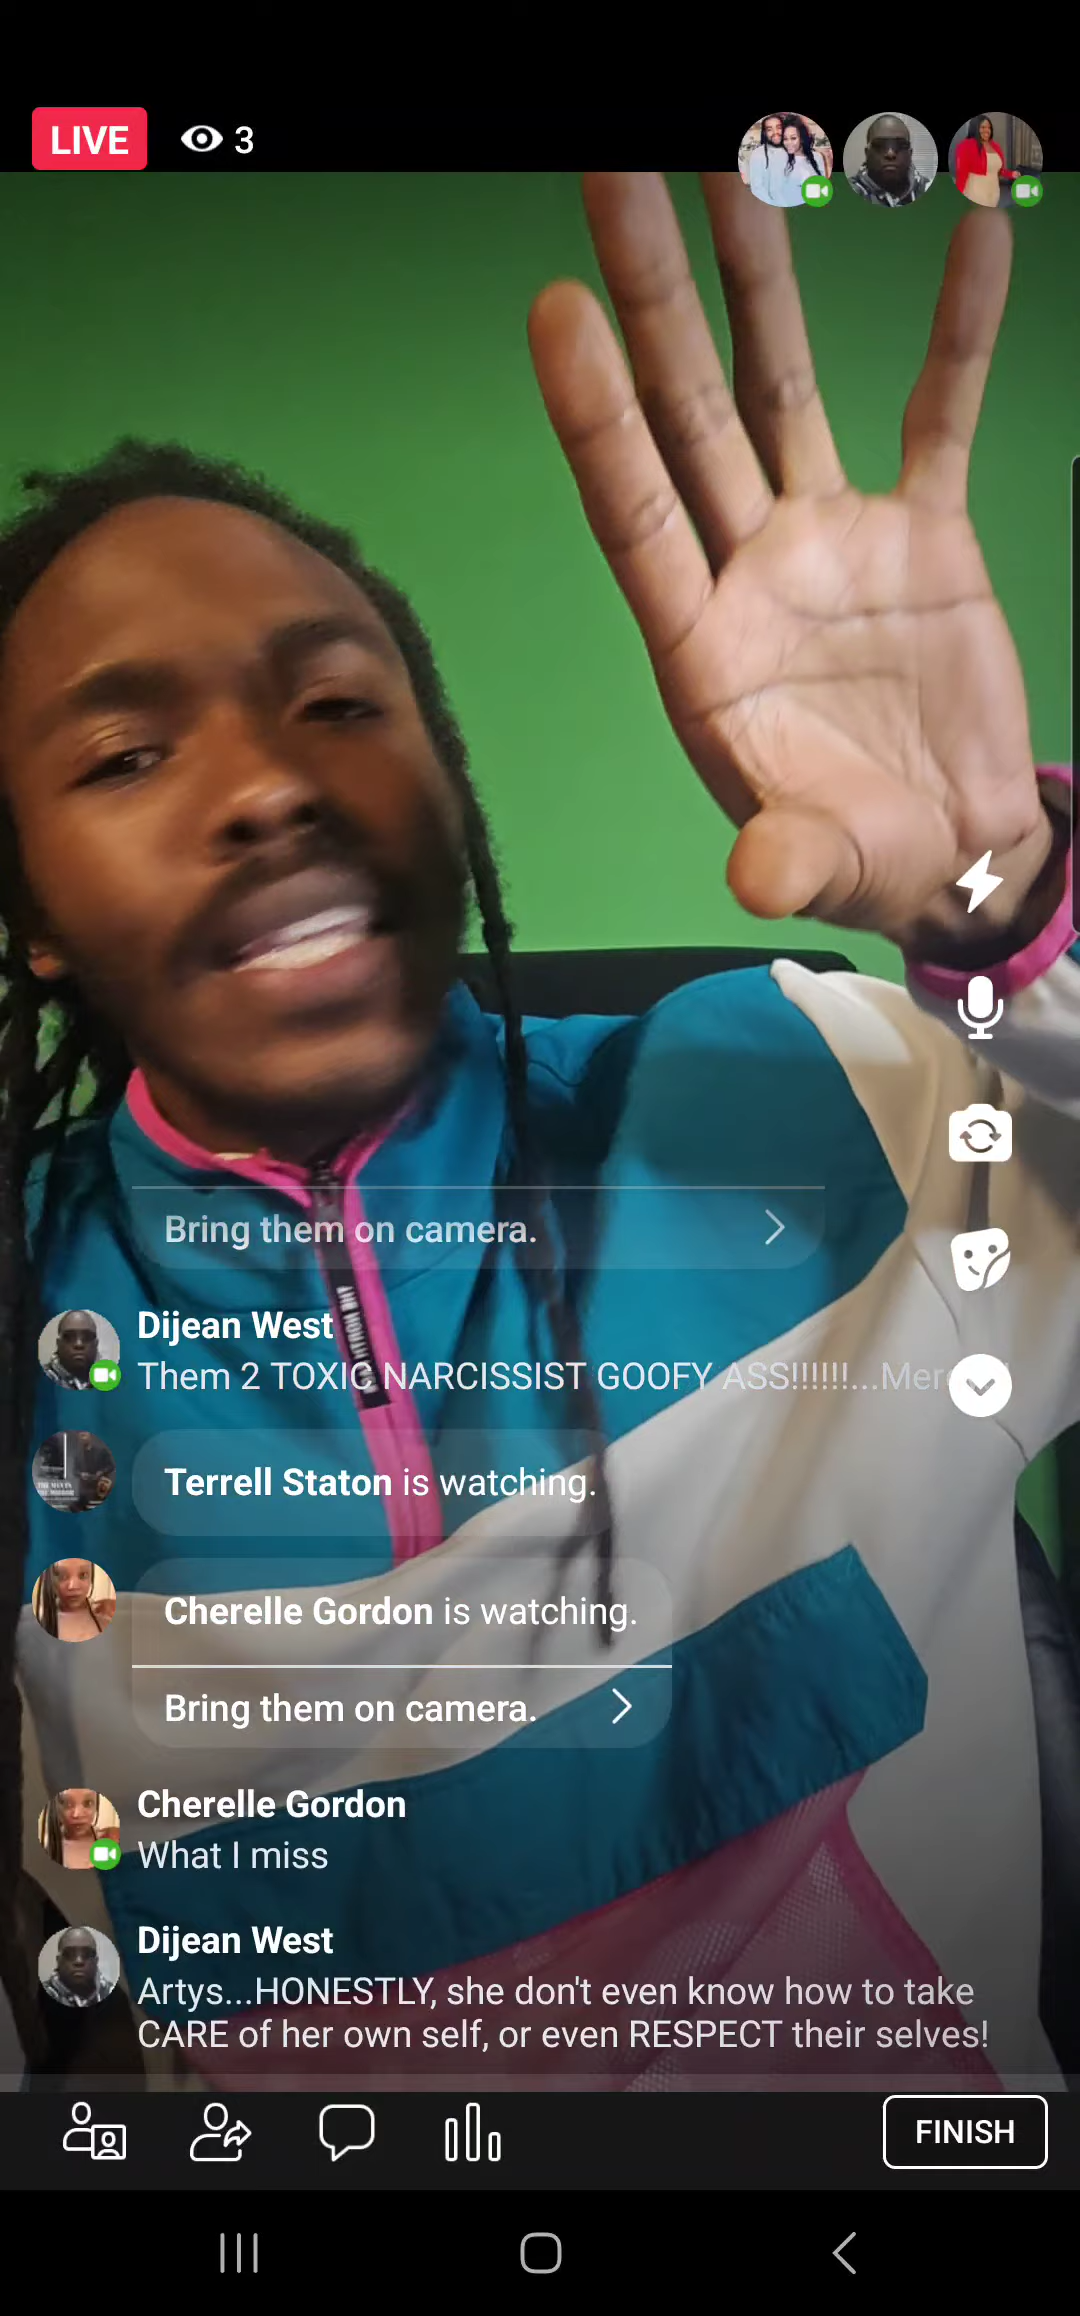 LIVE
3
Bring them on camera.
Dijean West
Them 2 TOXIC NARCISSIST GOOFY ASS!!!!!!...Mer
Terrell Staton is watching.
Cherelle Gordon is watching.
Bring them on camera.
Cherelle Gordon
What I miss
Dijean West
Artys...HONESTLY, she don't even know how to take
CARE of her own self, or even RESPECT their selves!
FINISH